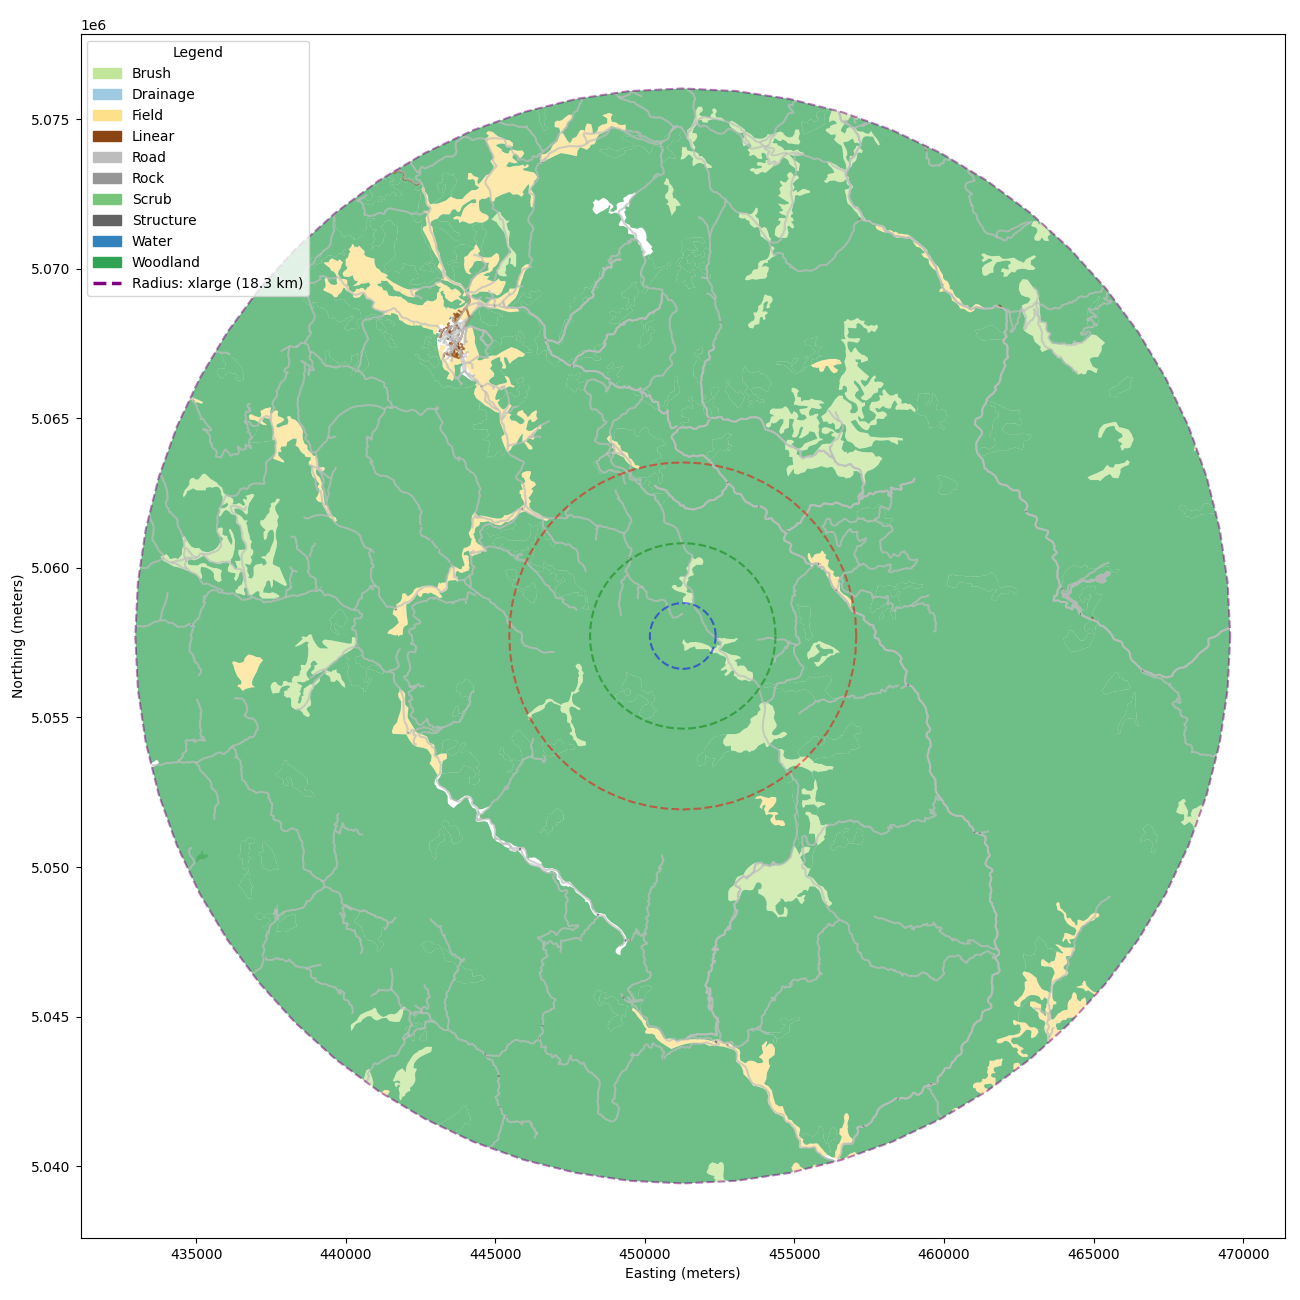 1e6
Legend
Brush
Drainage
Field
Linear
Road
Rock
Scrub
Structure
Water
Woodland
Radius: xlarge (18.3 km)
5.075
5.070
5.065
5.060
5.055
5.050
5.045
5.040
Northing (meters)
435000 440000 445000 450000 455000 460000 465000 470000
Easting (meters)